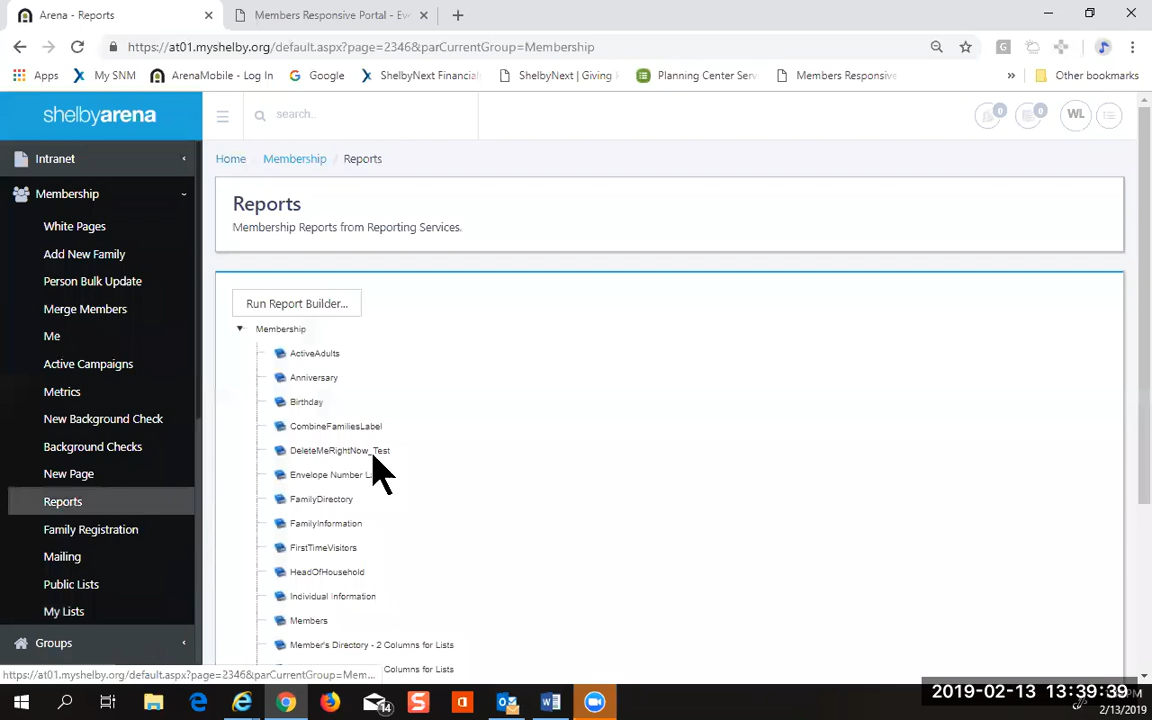 Arena - Reports
Members Responsive Portal - Eve
https://at01.myshelby.org/default.aspx?page=2346&parCurrentGroup=Membership
Apps
My SNM
ArenaMobile - Log In
Google
ShelbyNext Financials
ShelbyNext | Giving
Planning Center Serv
Members Responsive
Other bookmarks
shelbyarena
search..
0
0
WL
Intranet
Home / Membership / Reports
Membership
Reports
White Pages
Membership Reports from Reporting Services.
Add New Family
Person Bulk Update
Merge Members
Run Report Builder...
Me
Membership
Active Campaigns
ActiveAdults
Metrics
Anniversary
New Background Check
Birthday
Background Checks
CombineFamiliesLabel
New Page
DeleteMeRightNow_Test
Reports
Envelope Number
Family Registration
FamilyDirectory
Mailing
FamilyInformation
Public Lists
FirstTimeVisitors
My Lists
HeadOfHousehold
Groups
Individual Information
Members
Member's Directory - 2 Columns for Lists
Columns for Lists
https://at01.myshelby.org/default.aspx?page=2346&parCurrentGroup=Mem...
14
2019-02-13 13:39:39
PM
2/13/2019